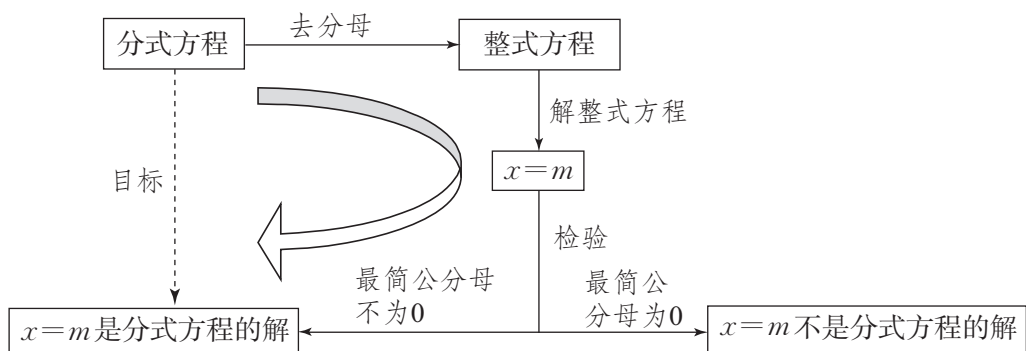 分式方程
去分母
整式方程
解整式方程
x=m
目标
检验
最简公分母
不为0
最简公
分母为0
x=m是分式方程的解
x=m不是分式方程的解